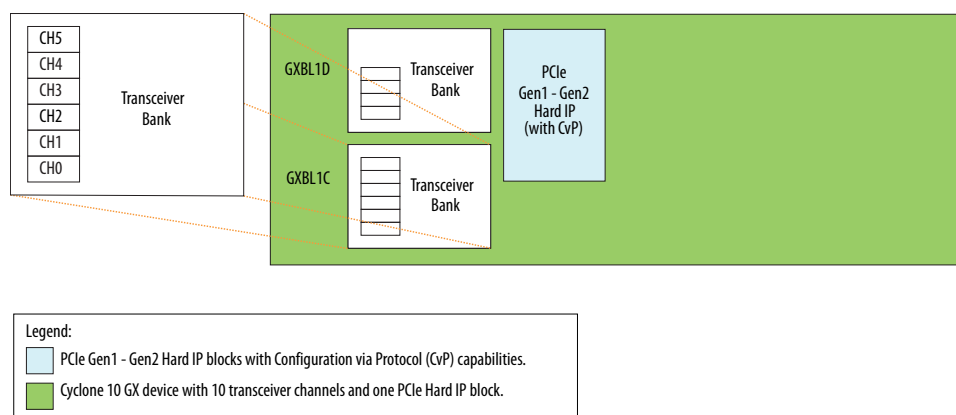 CH5
CH4
CH3
CH2
CH1
CH0
Transceiver
Bank
GXBL1D
Transceiver
Bank
PCIe
Gen1 - Gen2
Hard IP
(with CvP)
GXBL1C
Transceiver
Bank
Legend:
PCIe Gen1 - Gen2 Hard IP blocks with Configuration via Protocol (CvP) capabilities.
Cyclone 10 GX device with 10 transceiver channels and one PCIe Hard IP block.